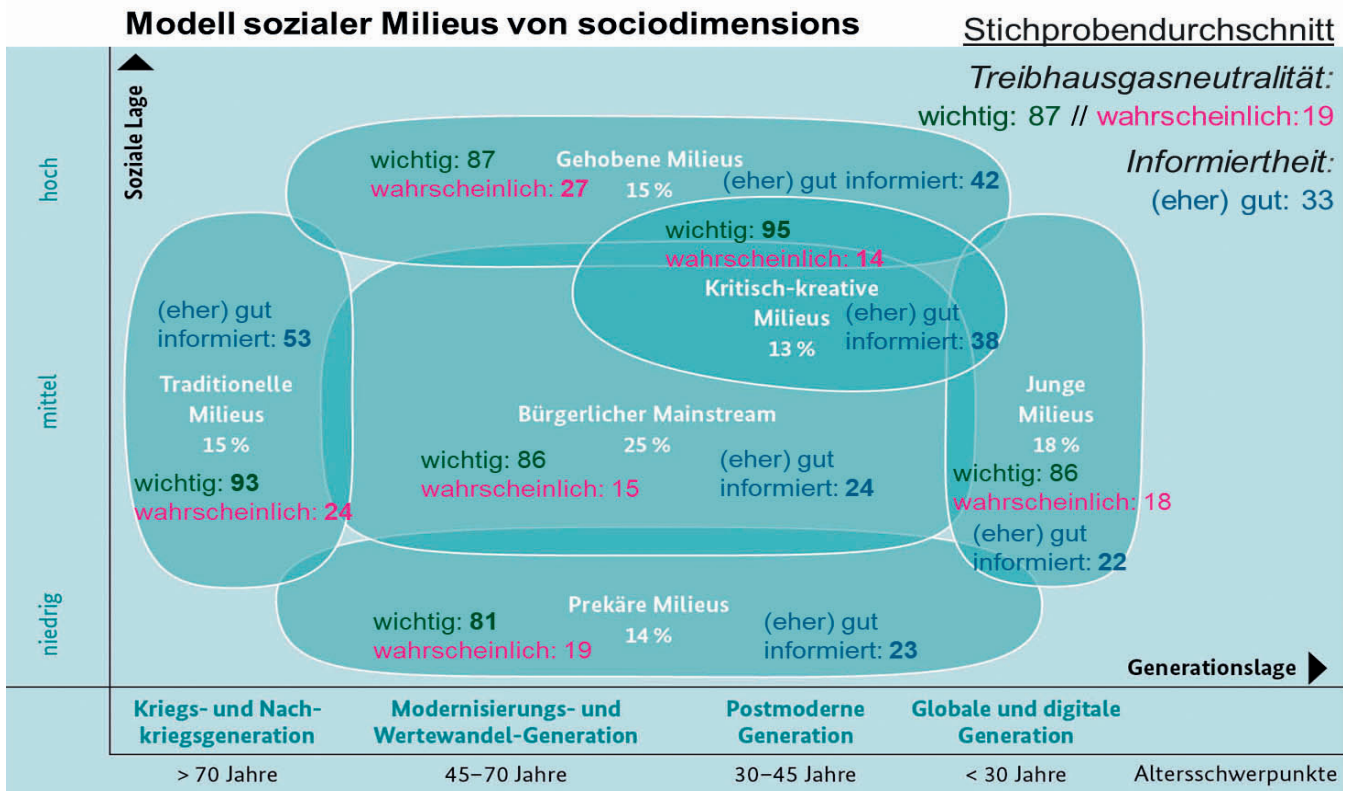 Modell sozialer Milieus von sociodimensions
Stichprobendurchschnitt
Treibhausgasneutralität:
wichtig: 87 // wahrscheinlich:19
Informiertheit:
(eher) gut: 33
Soziale Lage
hoch
mittel
niedrig
wichtig: 87
wahrscheinlich: 27
Gehobene Milieus
15 %
(eher) gut informiert: 42
wichtig: 95
wahrscheinlich: 14
Kritisch-kreative
Milieus
13 %
(eher) gut
informiert: 38
(eher) gut
informiert: 53
Traditionelle
Milieus
15 %
wichtig: 93
wahrscheinlich: 24
Bürgerlicher Mainstream
25 %
wichtig: 86
wahrscheinlich: 15
(eher) gut
informiert: 24
Junge
Milieus
18 %
wichtig: 86
wahrscheinlich: 18
(eher) gut
informiert: 22
Prekäre Milieus
14 %
wichtig: 81
wahrscheinlich: 19
(eher) gut
informiert: 23
Generationslage
Kriegs- und Nach-
kriegsgeneration
Modernisierungs- und
Wertewandel-Generation
Postmoderne
Generation
Globale und digitale
Generation
> 70 Jahre
45–70 Jahre
30–45 Jahre
< 30 Jahre
Altersschwerpunkte